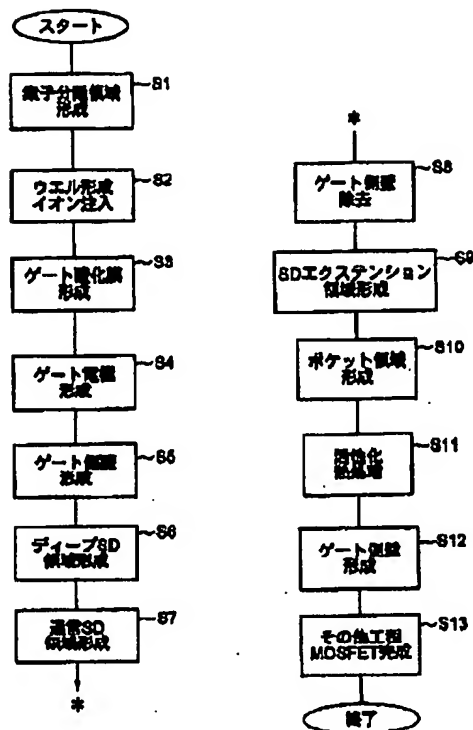 スタート
素子分離領域
形成
S1
ウエル形成
イオン注入
S2
ゲート酸化膜
形成
S3
ゲート電極
形成
S4
ゲート側壁
形成
S5
ディープSD
領域形成
S6
通常SD
領域形成
S7
*
*
ゲート側壁
除去
S8
SDエクステンション
領域形成
S9
ポケット領域
形成
S10
活性化
熱処理
S11
ゲート側壁
形成
S12
その他工程
MOSFET完成
S13
終了